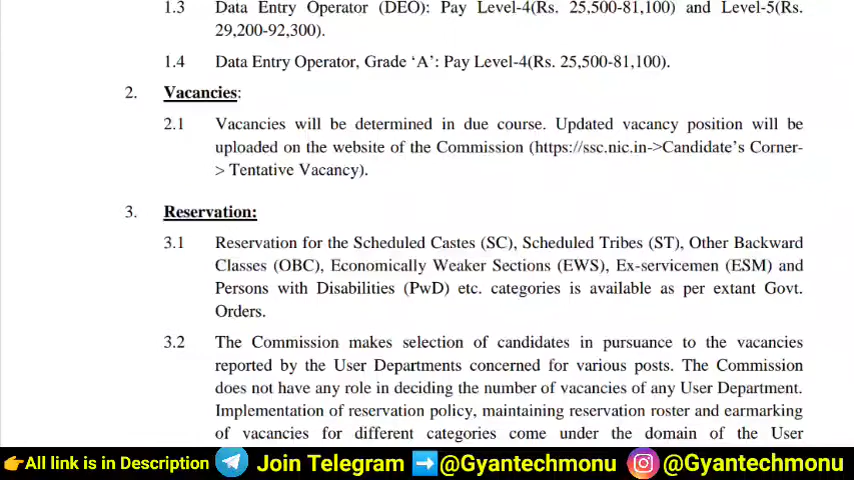 1.3 Data Entry Operator (DEO): Pay Level-4(Rs. 25,500-81,100) and Level-5(Rs.
29,200-92,300).
1.4 Data Entry Operator, Grade ‘A’: Pay Level-4(Rs. 25,500-81,100).
2. Vacancies:
2.1 Vacancies will be determined in due course. Updated vacancy position will be
uploaded on the website of the Commission (https://ssc.nic.in->Candidate’s Corner-
> Tentative Vacancy).
3. Reservation:
3.1 Reservation for the Scheduled Castes (SC), Scheduled Tribes (ST), Other Backward
Classes (OBC), Economically Weaker Sections (EWS), Ex-servicemen (ESM) and
Persons with Disabilities (PwD) etc. categories is available as per extant Govt.
Orders.
3.2 The Commission makes selection of candidates in pursuance to the vacancies
reported by the User Departments concerned for various posts. The Commission
does not have any role in deciding the number of vacancies of any User Department.
Implementation of reservation policy, maintaining reservation roster and earmarking
of vacancies for different categories come under the domain of the User
👉All link is in Description Join Telegram ➡️@Gyantechmonu @Gyantechmonu